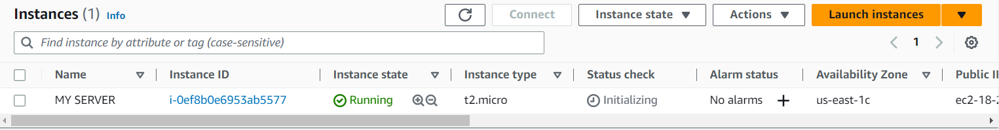 Instances (1) Info
Connect Instance state Actions Launch instances
Find instance by attribute or tag (case-sensitive)
1
Name Instance ID Instance state Instance type Status check Alarm status Availability Zone Public
MY SERVER i-0ef8b0e6953ab5577 Running t2.micro Initializing No alarms + us-east-1c ec2-18-